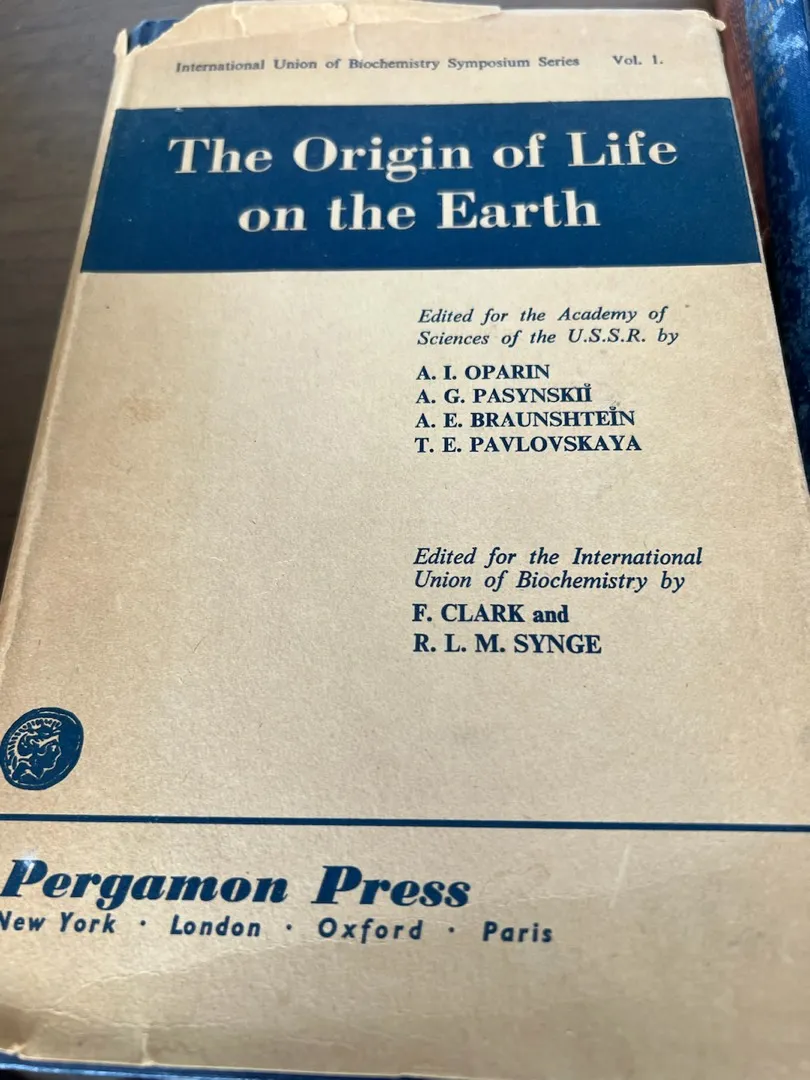 International Union of Biochemistry Symposium Series Vol. 1.
The Origin of Life
on the Earth
Edited for the Academy of
Sciences of the U.S.S.R. by
A. I. OPARIN
A. G. PASYNSKIĬ
A. E. BRAUNSHTEĬN
T. E. PAVLOVSKAYA
Edited for the International
Union of Biochemistry by
F. CLARK and
R. L. M. SYNGE
Pergamon Press
New York · London · Oxford · Paris